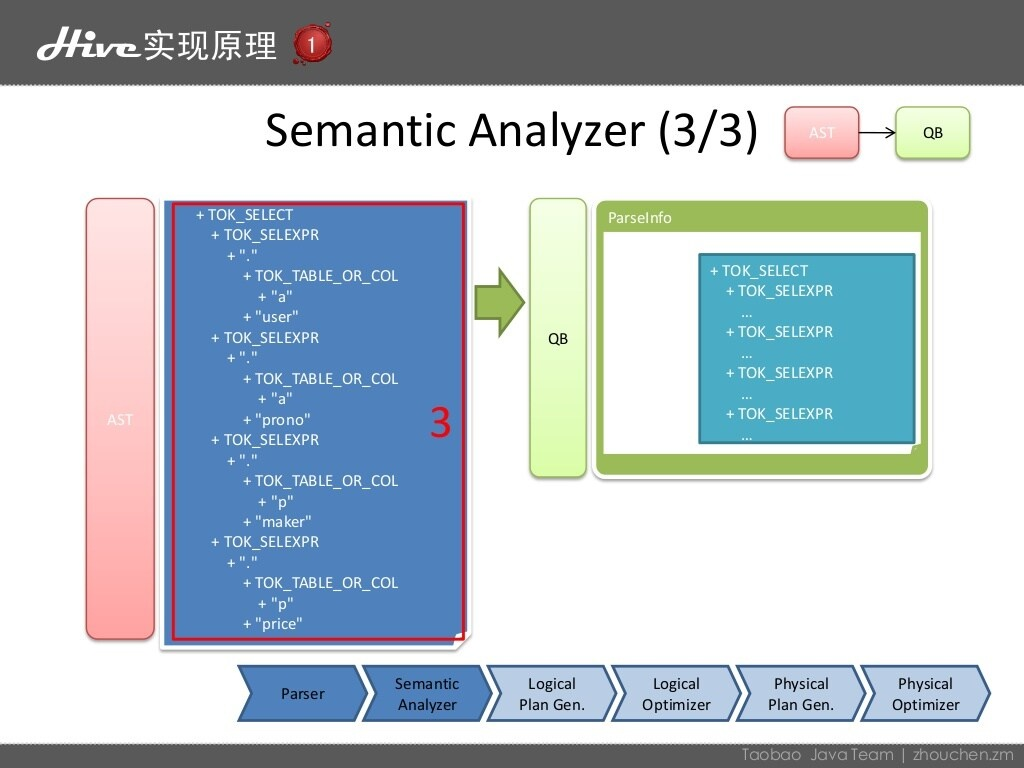 Hive实现原理 1
Semantic Analyzer (3/3)
AST
QB
AST
+ TOK_SELECT
+ TOK_SELEXPR
+ "."
+ TOK_TABLE_OR_COL
+ "a"
+ "user"
+ TOK_SELEXPR
+ "."
+ TOK_TABLE_OR_COL
+ "a"
+ "prono"
+ TOK_SELEXPR
+ "."
+ TOK_TABLE_OR_COL
+ "p"
+ "maker"
+ TOK_SELEXPR
+ "."
+ TOK_TABLE_OR_COL
+ "p"
+ "price"
3
QB
ParseInfo
+ TOK_SELECT
+ TOK_SELEXPR
...
+ TOK_SELEXPR
...
+ TOK_SELEXPR
...
+ TOK_SELEXPR
...
Parser
Semantic
Analyzer
Logical
Plan Gen.
Logical
Optimizer
Physical
Plan Gen.
Physical
Optimizer
Taobao Java Team | zhouchen.zm